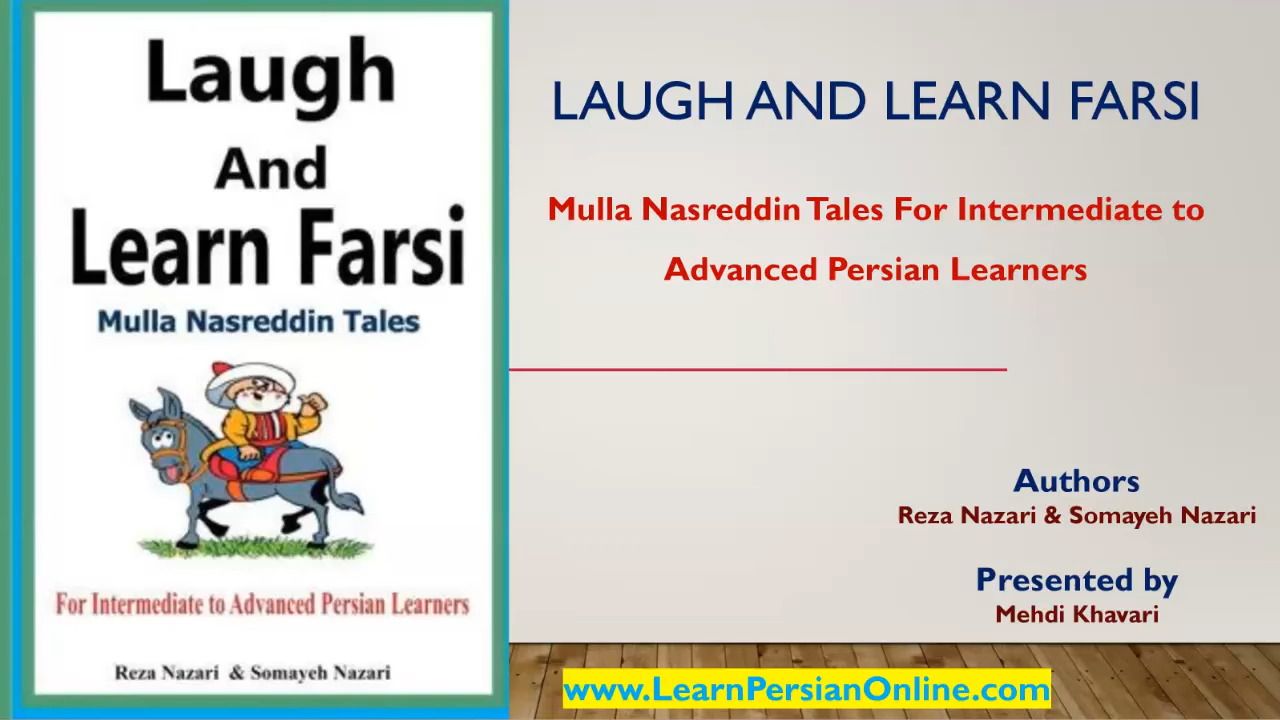 Laugh
And
Learn Farsi
Mulla Nasreddin Tales
For Intermediate to Advanced Persian Learners
Reza Nazari & Somayeh Nazari
LAUGH AND LEARN FARSI
Mulla Nasreddin Tales For Intermediate to
Advanced Persian Learners
Authors
Reza Nazari & Somayeh Nazari
Presented by
Mehdi Khavari
www.LearnPersianOnline.com